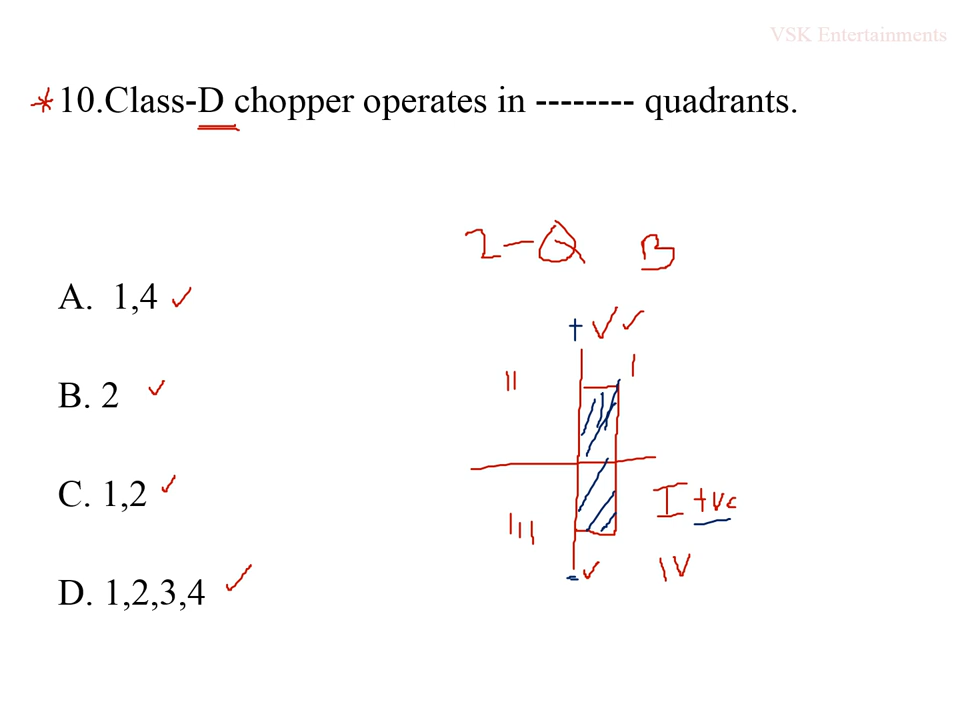 VSK Entertainments
*10.Class-D chopper operates in -------- quadrants.
2-Q B
A. 1,4 ✓
+ V ✓
II I
B. 2 ✓
C. 1,2 ✓
I +ve
III
- ✓ IV
D. 1,2,3,4 ✓